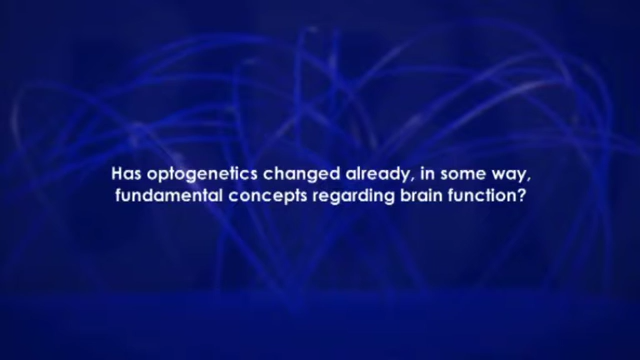 Has optogenetics changed already, in some way,
fundamental concepts regarding brain function?